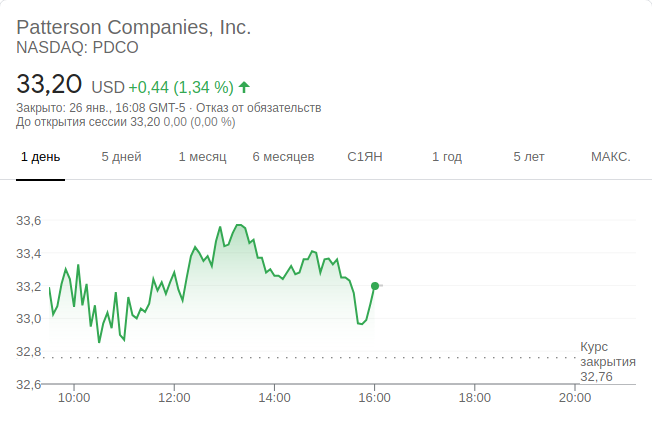 Patterson Companies, Inc.
NASDAQ: PDCO
33,20 USD +0,44 (1,34 %)
Закрыто: 26 янв., 16:08 GMT-5 · Отказ от обязательств
До открытия сессии 33,20 0,00 (0,00 %)
1 день 5 дней 1 месяц 6 месяцев С1ЯН 1 год 5 лет МАКС.
33,6
33,4
33,2
33,0
32,8
32,6
Курс
закрытия
32,76
10:00 12:00 14:00 16:00 18:00 20:00